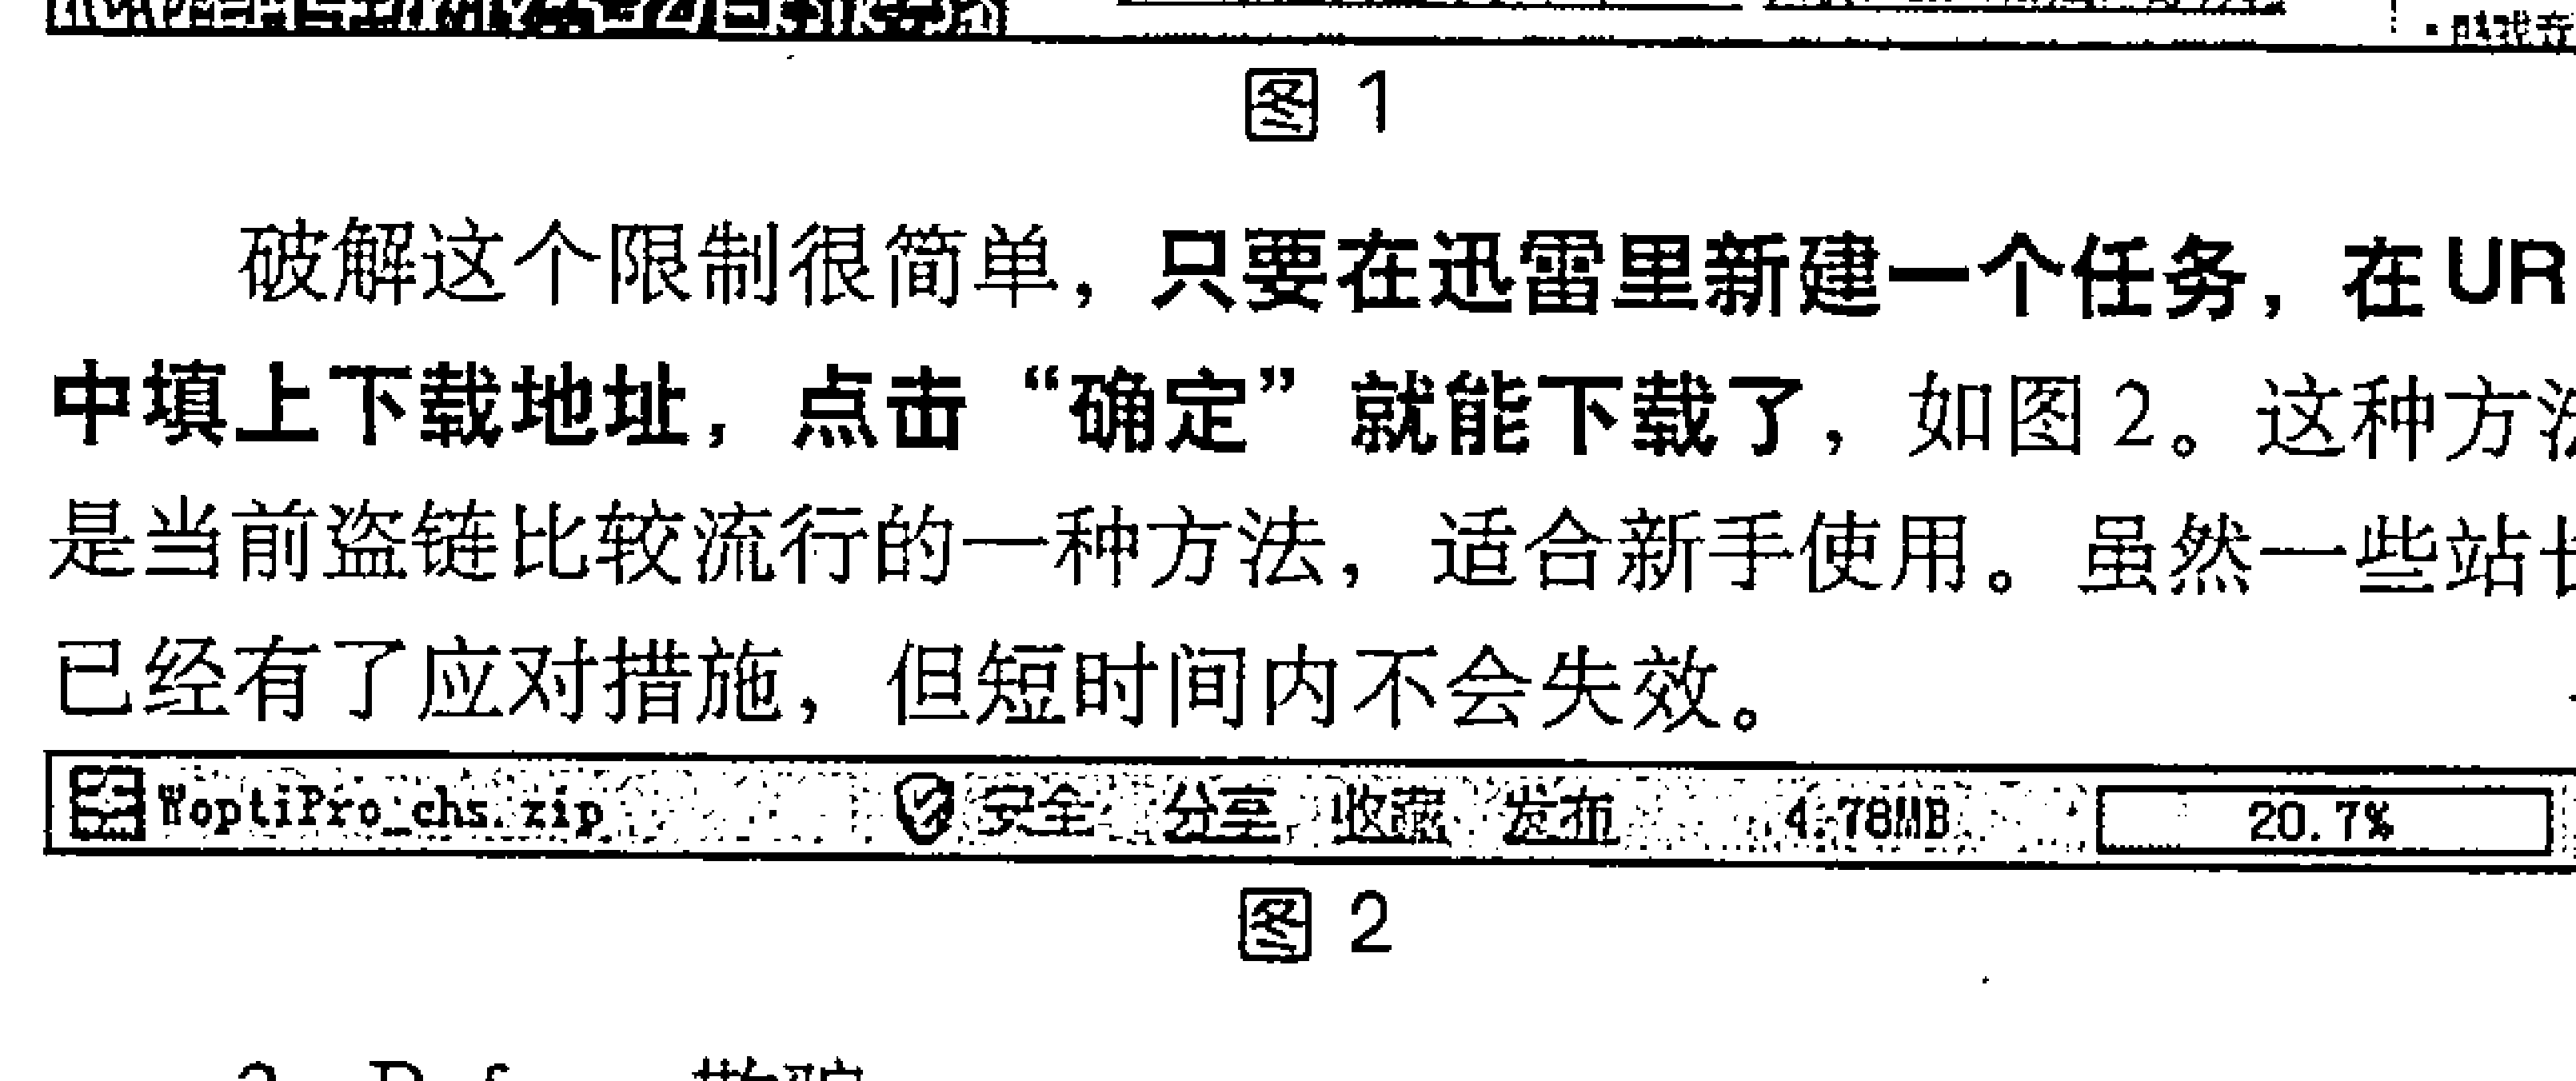 图 1
破解这个限制很简单，只要在迅雷里新建一个任务，在UR
中填上下载地址，点击“确定”就能下载了，如图 2。这种方法
是当前盗链比较流行的一种方法，适合新手使用。虽然一些站长
已经有了应对措施，但短时间内不会失效。
WoptiPro_chs.zip 安全 分享 收藏 发布 4.78MB 20.7%
图 2